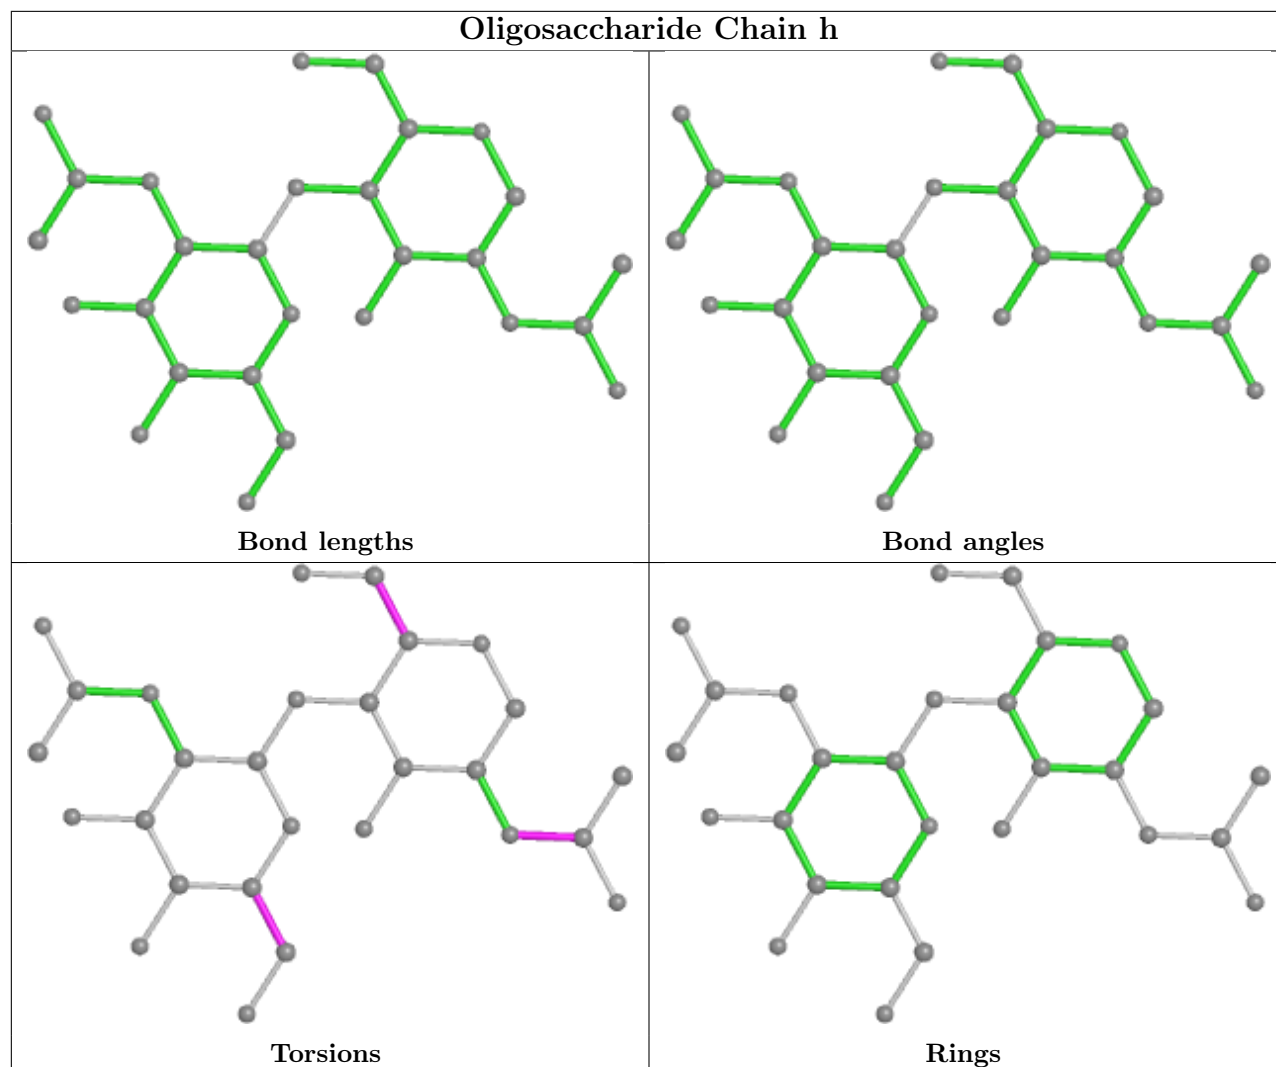 Oligosaccharide Chain h
Bond lengths
Bond angles
Torsions
Rings